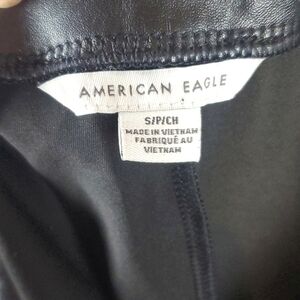 AMERICAN EAGLE
S/P/CH
MADE IN VIETNAM
FABRIQUÉ AU
VIETNAM